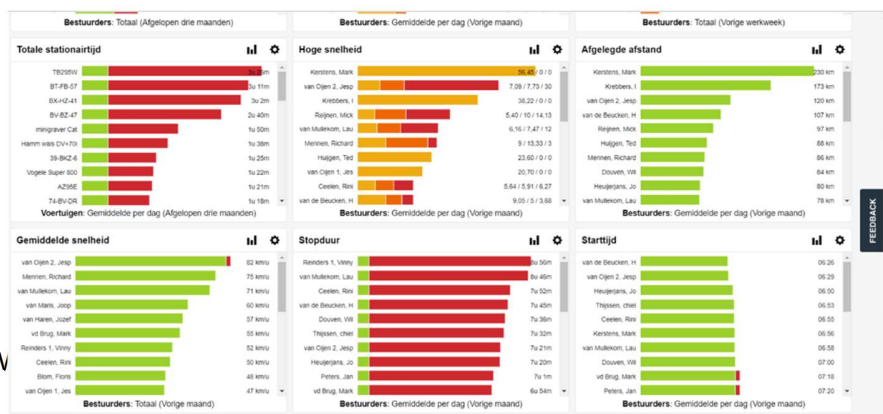 Bestuurders: Totaal (Afgelopen drie maanden)
Bestuurders: Gemiddelde per dag (Vorige maand)
Bestuurders: Totaal (Vorige werkweek)
Totale stationairtijd
TB295W
BT-FB-57 3u 11m
BX-HZ-41 3u 2m
BV-BZ-47 2u 40m
minigraver Cat 1u 50m
Hamm wals DV+70i 1u 38m
39-BKZ-6 1u 25m
Vogele Super 800 1u 22m
AZ95E 1u 21m
74-BV-DR 1u 18m
Voertuigen: Gemiddelde per dag (Afgelopen drie maanden)
Hoge snelheid
Kerstens, Mark 56,45 / 0 / 0
van Oijen 2, Jesp 7,09 / 7,73 / 30
Krebbers, I 38,22 / 0 / 0
Reijnen, Mick 5,40 / 10 / 14,13
van Mullekom, Lau 6,16 / 7,47 / 12
Mennen, Richard 9 / 13,33 / 3
Huijgen, Ted 23,60 / 0 / 0
van Oijen 1, Jes 20,70 / 0 / 0
Ceelen, Rini 5,64 / 5,91 / 6,27
van de Beucken, H 9,05 / 5 / 3,68
Bestuurders: Gemiddelde per dag (Vorige maand)
Afgelegde afstand
Kerstens, Mark 230 km
Krebbers, I 173 km
van Oijen 2, Jesp 120 km
van de Beucken, H 107 km
Reijnen, Mick 97 km
Huijgen, Ted 88 km
Mennen, Richard 86 km
Douven, Wil 84 km
Heuijerjans, Jo 80 km
van Mullekom, Lau 78 km
Bestuurders: Gemiddelde per dag (Vorige maand)
FEEDBACK
Gemiddelde snelheid
van Oijen 2, Jesp 82 km/u
Mennen, Richard 75 km/u
van Mullekom, Lau 71 km/u
van Maris, Joop 60 km/u
van Haren, Jozef 57 km/u
vd Brug, Mark 55 km/u
Reinders 1, Vinny 52 km/u
Ceelen, Rini 50 km/u
Blom, Floris 48 km/u
van Oijen 1, Jes 47 km/u
Bestuurders: Totaal (Vorige maand)
Stopduur
Reinders 1, Vinny 8u 56m
van Mullekom, Lau 8u 46m
Ceelen, Rini 7u 52m
van de Beucken, H 7u 45m
Douven, Wil 7u 36m
Thijssen, chiel 7u 32m
van Oijen 2, Jesp 7u 21m
Heuijerjans, Jo 7u 20m
Peters, Jan 7u 1m
vd Brug, Mark 6u 54m
Bestuurders: Gemiddelde per dag (Vorige maand)
Starttijd
van de Beucken, H 06:26
van Oijen 2, Jesp 06:29
Heuijerjans, Jo 06:50
Thijssen, chiel 06:53
Ceelen, Rini 06:55
Kerstens, Mark 06:56
van Mullekom, Lau 06:58
Douven, Wil 07:00
vd Brug, Mark 07:18
Peters, Jan 07:20
Bestuurders: Gemiddelde per dag (Vorige maand)